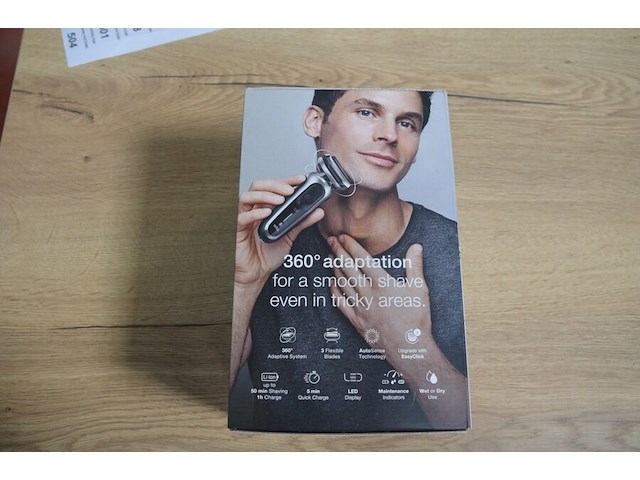 504
01
360° adaptation
for a smooth shave
even in tricky areas.
360°
Adaptive System
3 Flexible
Blades
AutoSense
Technology
Upgrade with
EasyClick
Li-Ion
up to
50 min Shaving
1h Charge
5 min
Quick Charge
LED
Display
Maintenance
Indicators
Wet or Dry
Use